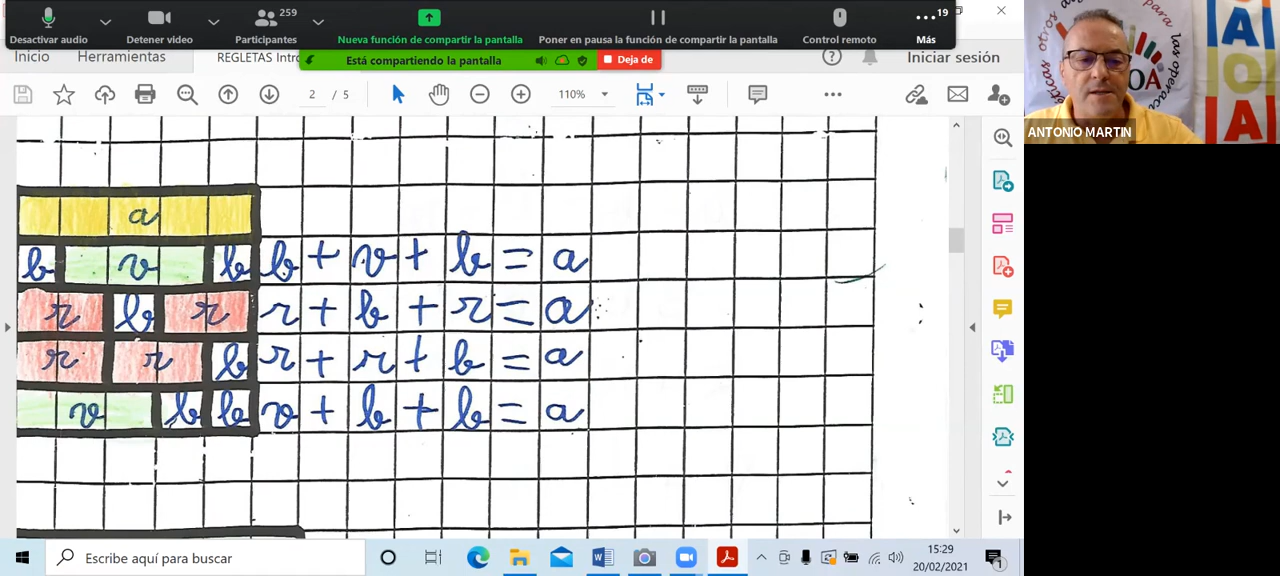 259
19
Desactivar audio Detener video Participantes Nueva función de compartir la pantalla Poner en pausa la función de compartir la pantalla Control remoto Más
Inicio Herramientas REGLETAS Intro Está compartiendo la pantalla Deja de Iniciar sesión
2 / 5 110%
ANTONIO MARTIN
a
b v b b + v + b = a
r b r r + b + r = a
r r b r + r + b = a
v b b v + b + b = a
Escribe aquí para buscar
15:29
20/02/2021
1